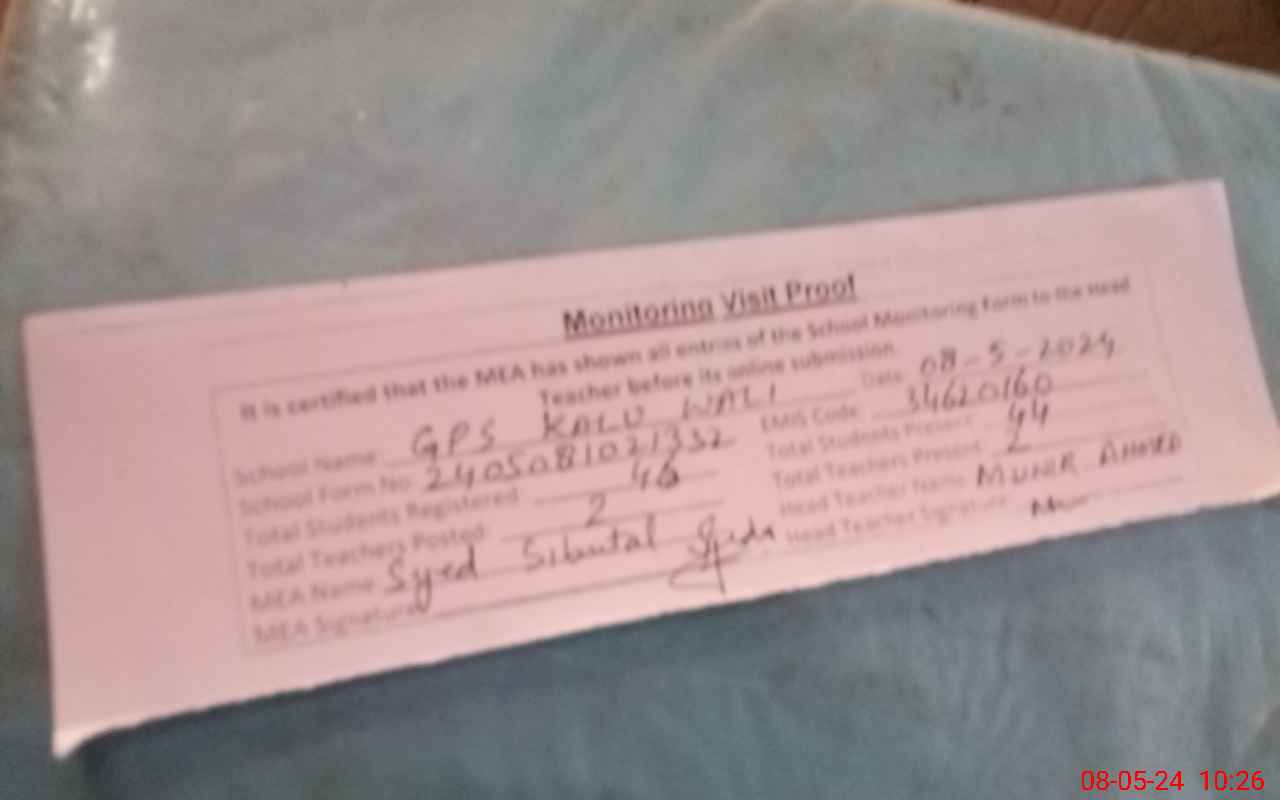 Monitoring Visit Proof
It is certified that the MEA has shown all entries of the School Monitoring Form to the Head
Teacher before its online submission.
School Name GPS KALU WALI Date 08-5-2024
School Form No 2405081021332 EMIS Code 34620160
Total Students Registered 46 Total Students Present 44
Total Teachers Posted 2 Total Teachers Present 2
MEA Name Syed Head Teacher Name MUNIR AHMED
MEA Signature Head Teacher Signature
08-05-24 10:26